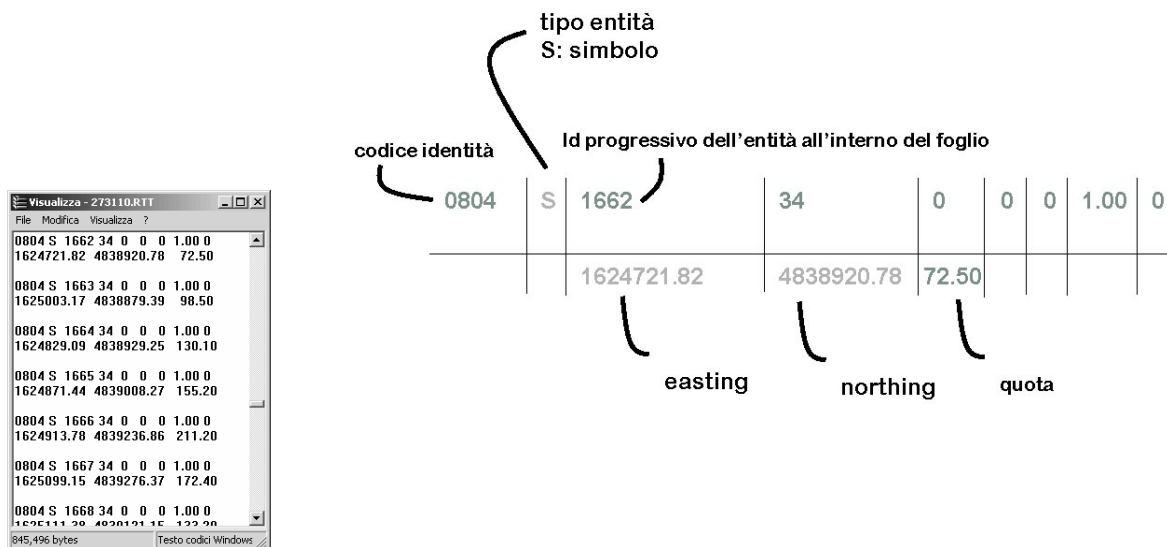 tipo entità
S: simbolo
codice identità
Id progressivo dell'entità all'interno del foglio
0804 S 1662 34 0 0 0 1.00 0
1624721.82 4838920.78 72.50
easting
northing
quota
Visualizza - 273110.RTT
File Modifica Visualizza ?
0804 S 1662 34 0 0 0 1.00 0
1624721.82 4838920.78 72.50
0804 S 1663 34 0 0 0 1.00 0
1625003.17 4838879.39 98.50
0804 S 1664 34 0 0 0 1.00 0
1624829.09 4838929.25 130.10
0804 S 1665 34 0 0 0 1.00 0
1624871.44 4839008.27 155.20
0804 S 1666 34 0 0 0 1.00 0
1624913.78 4839236.86 211.20
0804 S 1667 34 0 0 0 1.00 0
1625099.15 4839276.37 172.40
0804 S 1668 34 0 0 0 1.00 0
845,496 bytes
Testo codici Windows